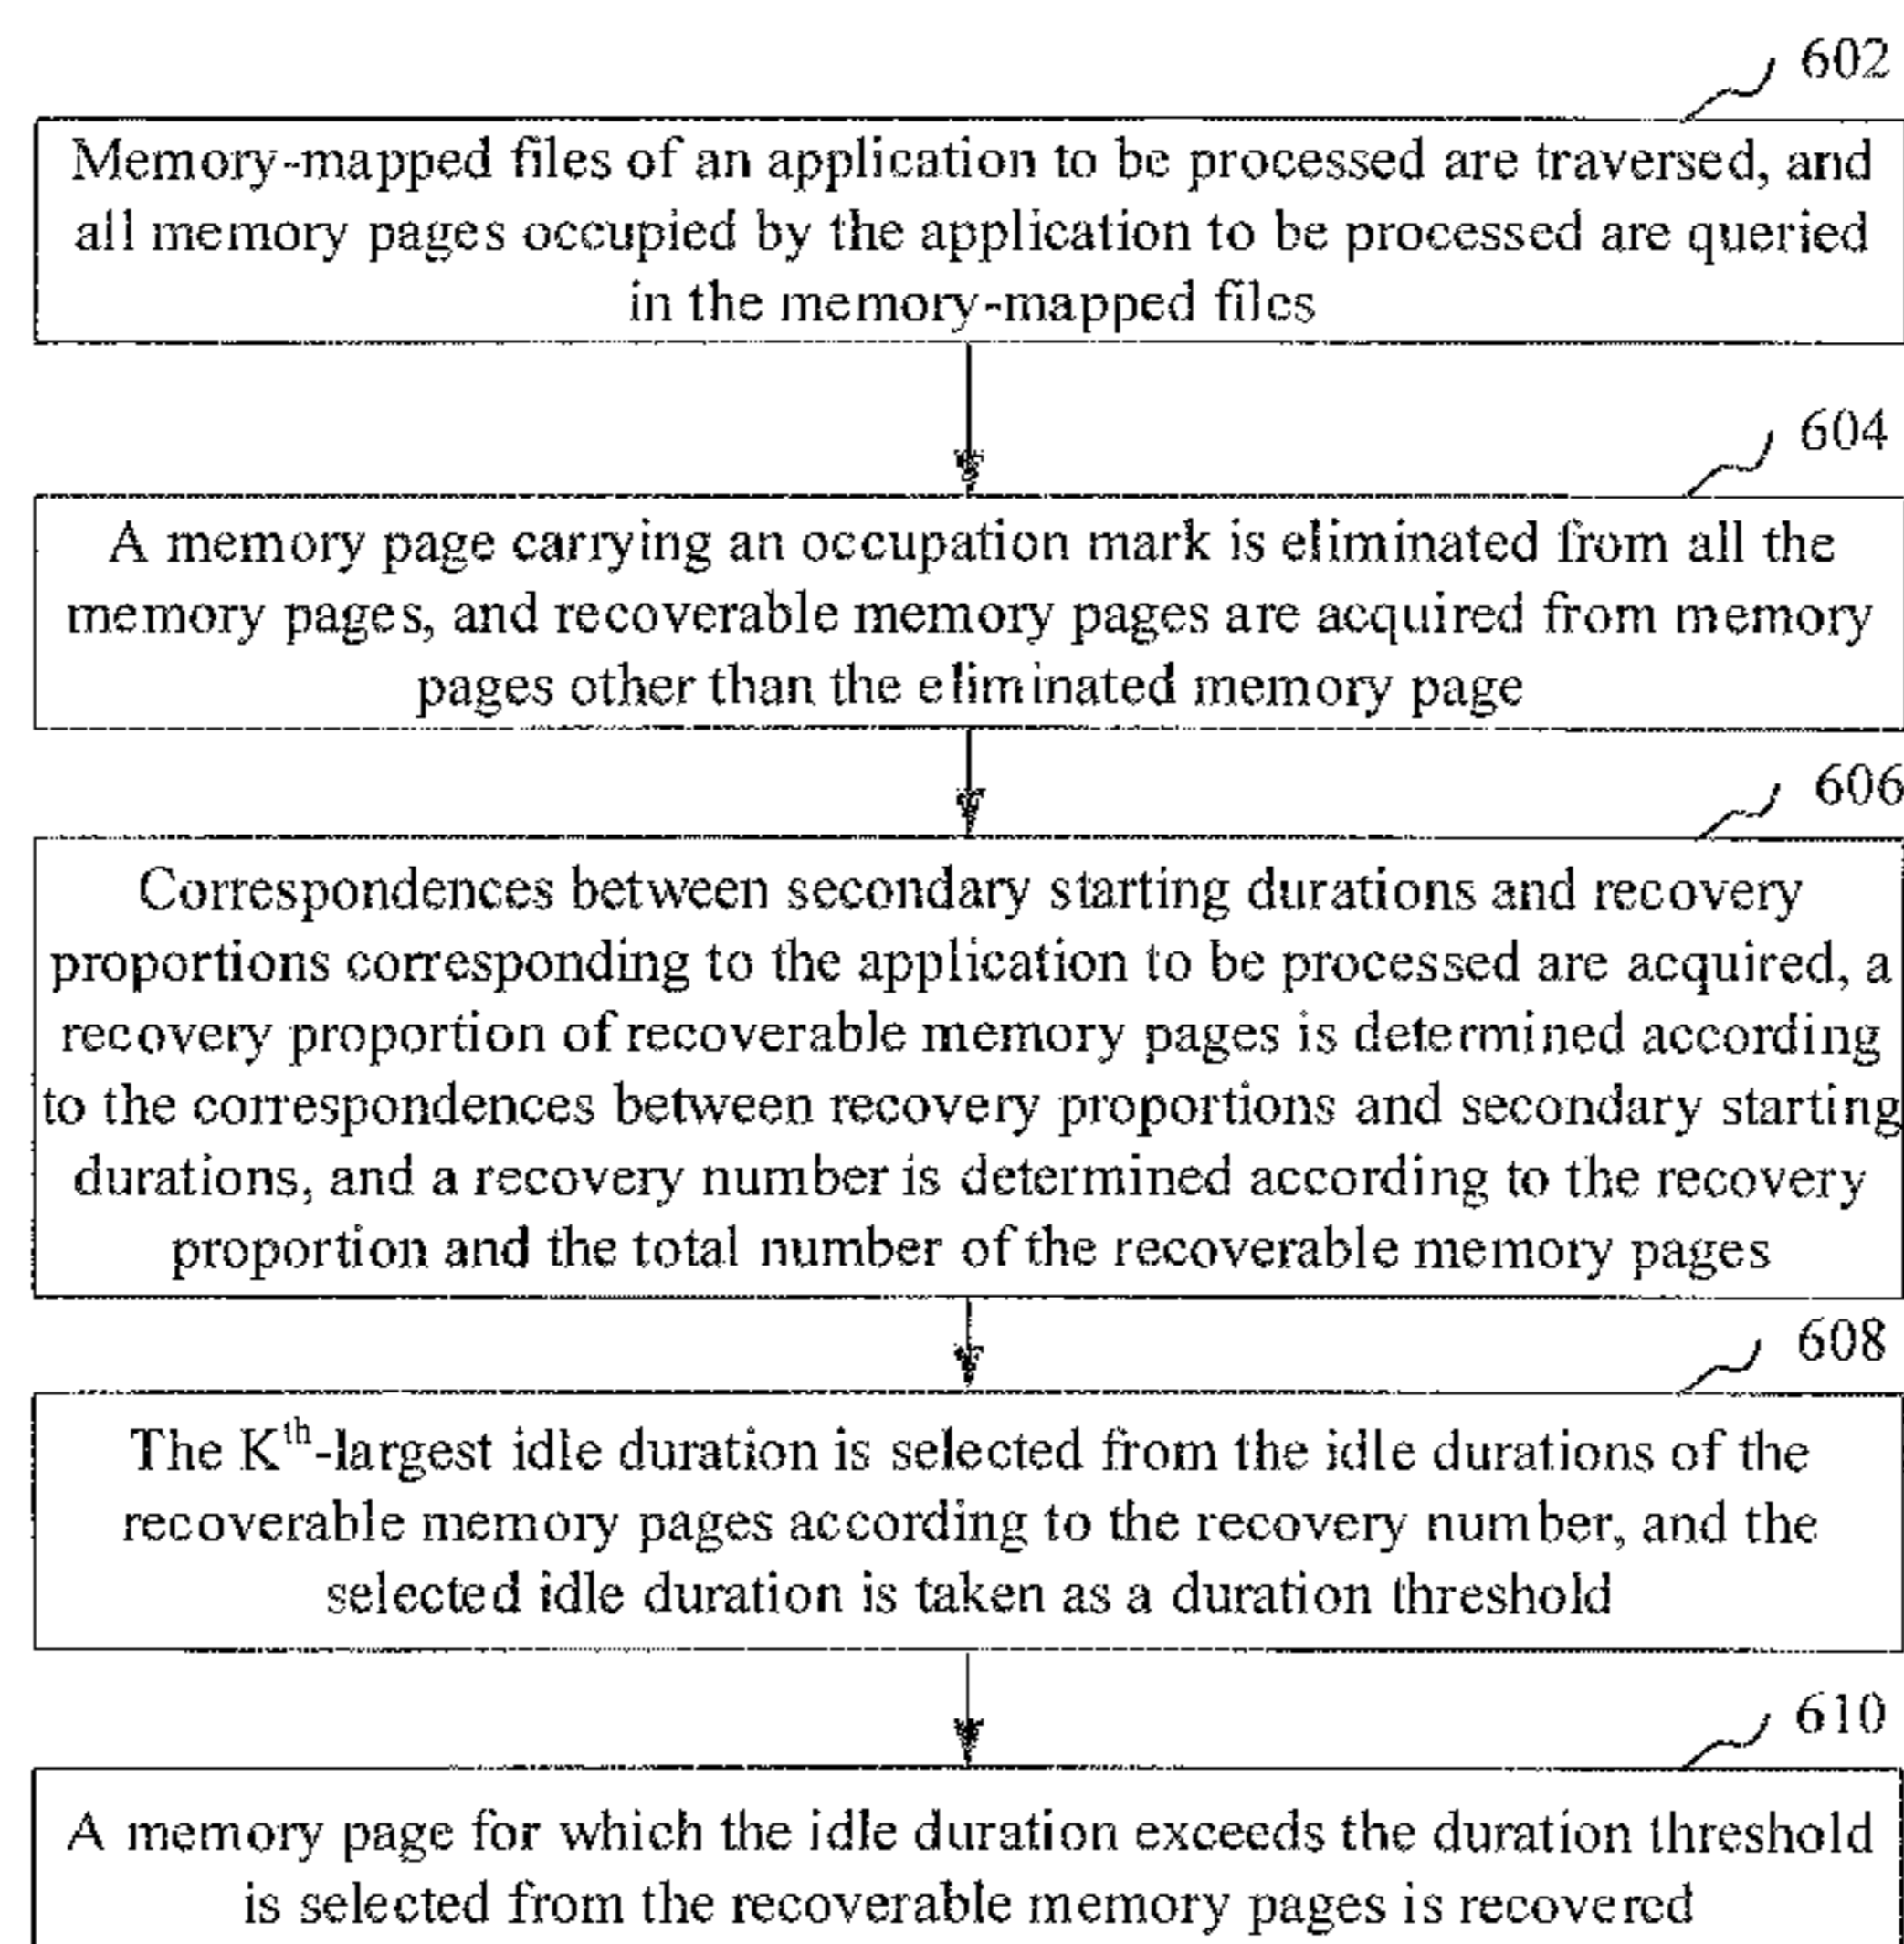 602
Memory-mapped files of an application to be processed are traversed, and
all memory pages occupied by the application to be processed are queried
in the memory-mapped files
604
A memory page carrying an occupation mark is eliminated from all the
memory pages, and recoverable memory pages are acquired from memory
pages other than the eliminated memory page
606
Correspondences between secondary starting durations and recovery
proportions corresponding to the application to be processed are acquired, a
recovery proportion of recoverable memory pages is determined according
to the correspondences between recovery proportions and secondary starting
durations, and a recovery number is determined according to the recovery
proportion and the total number of the recoverable memory pages
608
The Kth-largest idle duration is selected from the idle durations of the
recoverable memory pages according to the recovery number, and the
selected idle duration is taken as a duration threshold
610
A memory page for which the idle duration exceeds the duration threshold
is selected from the recoverable memory pages is recovered